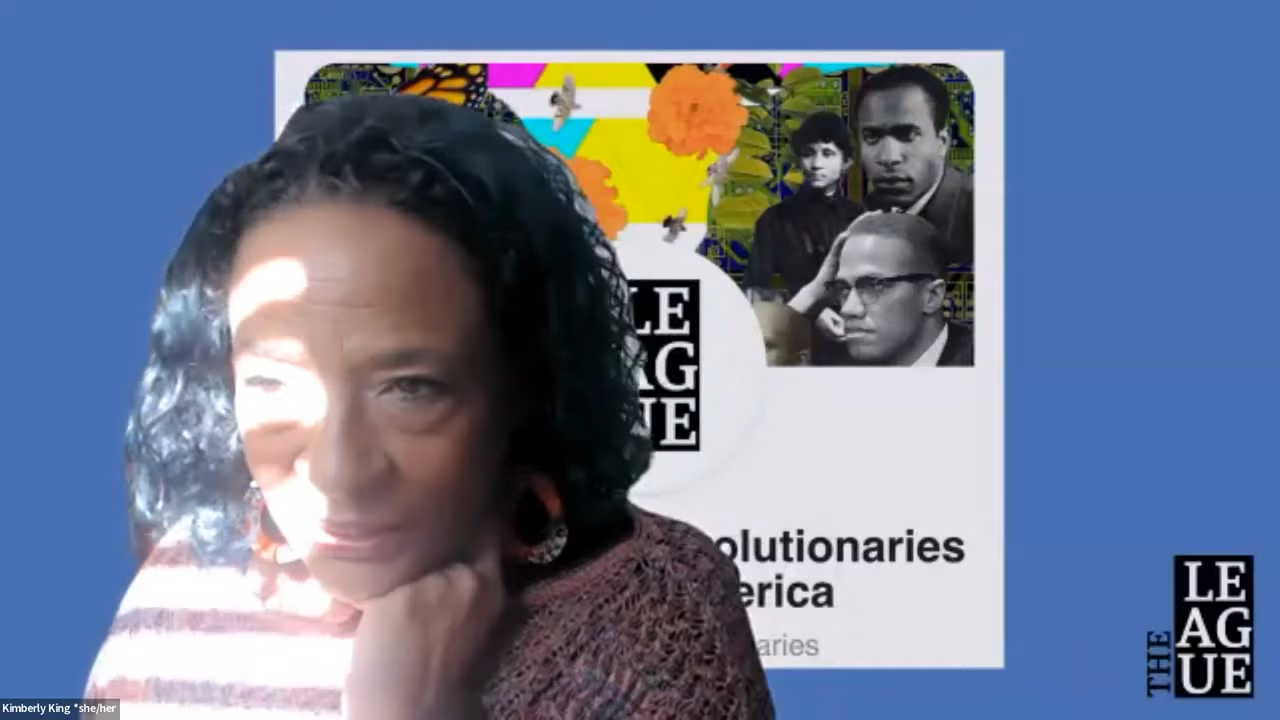 LE
AG
UE
olutionaries
erica
aries
THE
LE
AG
UE
Kimberly King *she/her